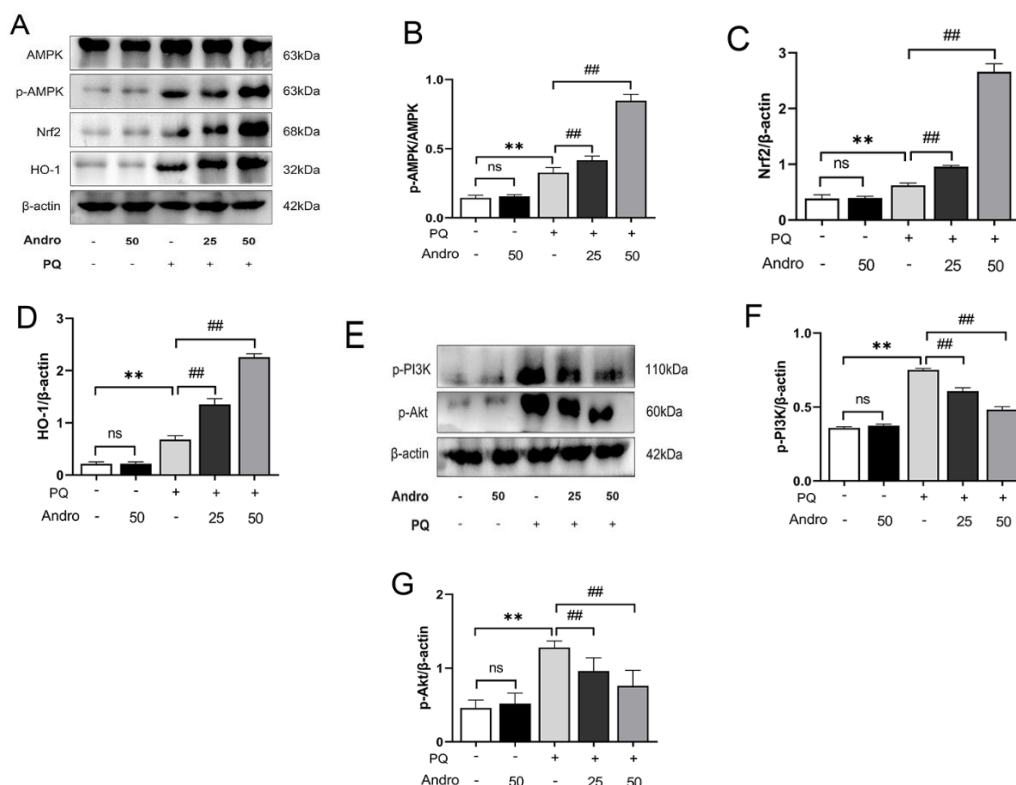 A
AMPK 63kDa
p-AMPK 63kDa
Nrf2 68kDa
HO-1 32kDa
β-actin 42kDa
Andro - 50 - 25 50
PQ - - + + +
B
p-AMPK/AMPK
1.0
0.5
0.0
ns
**
##
##
PQ - - + + +
Andro - 50 - 25 50
C
Nrf2/β-actin
3
2
1
0
ns
**
##
##
PQ - - + + +
Andro - 50 - 25 50
D
HO-1/β-actin
3
2
1
0
ns
**
##
##
PQ - - + + +
Andro - 50 - 25 50
E
p-PI3K 110kDa
p-Akt 60kDa
β-actin 42kDa
Andro - 50 - 25 50
PQ - - + + +
F
p-PI3K/β-actin
1.0
0.5
0.0
ns
**
##
##
PQ - - + + +
Andro - 50 - 25 50
G
p-Akt/β-actin
2
1
0
ns
**
##
##
PQ - - + + +
Andro - 50 - 25 50